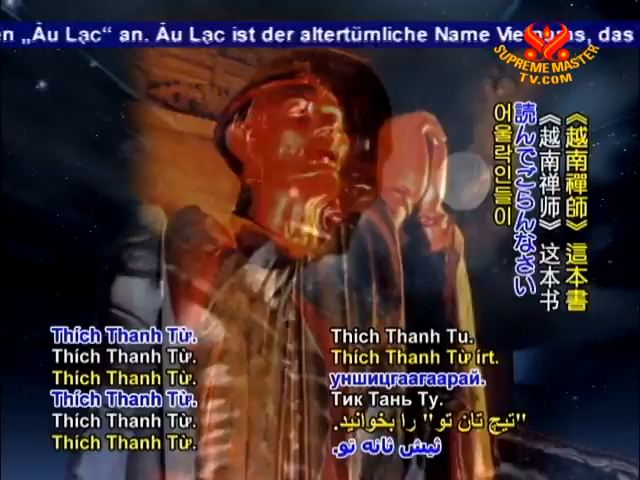 en „Âu Lạc“ an. Âu Lạc ist der altertümliche Name Vietnams, das
SUPREME MASTER
TV.COM
《越南禪師》這本書
《越南禅师》这本书
読んでごらんなさい
어울락인들이
Thích Thanh Từ.
Thích Thanh Từ.
Thích Thanh Từ.
Thích Thanh Từ.
Thích Thanh Từ.
Thích Thanh Từ.
Thich Thanh Tu.
Thích Thanh Từ írt.
уншицгаагаарай.
Тик Тань Ту.
"تیچ تان تو" را بخوانید.
ثيش ثانه تو.